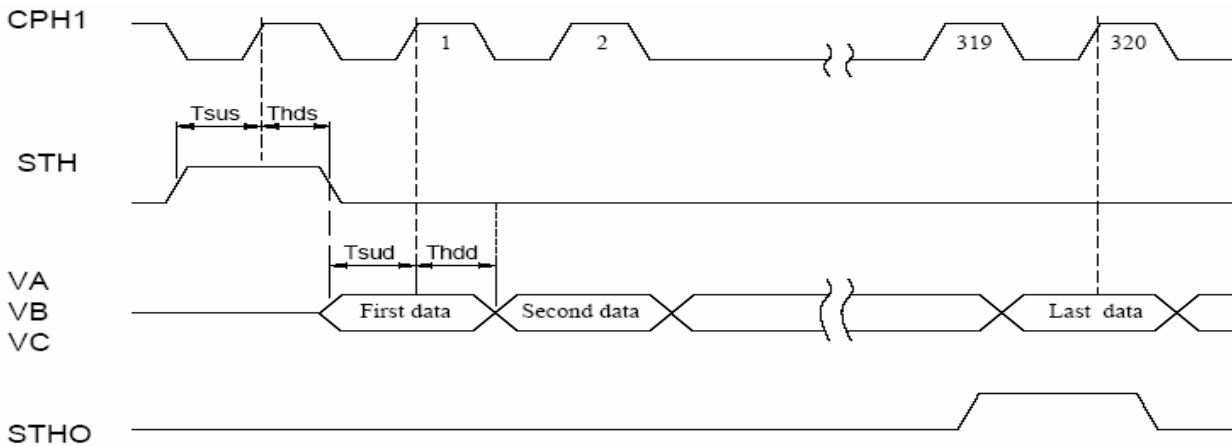 CPH1
1 2 319 320
Tsus Thds
STH
Tsud Thdd
VA
VB
VC
First data Second data Last data
STHO